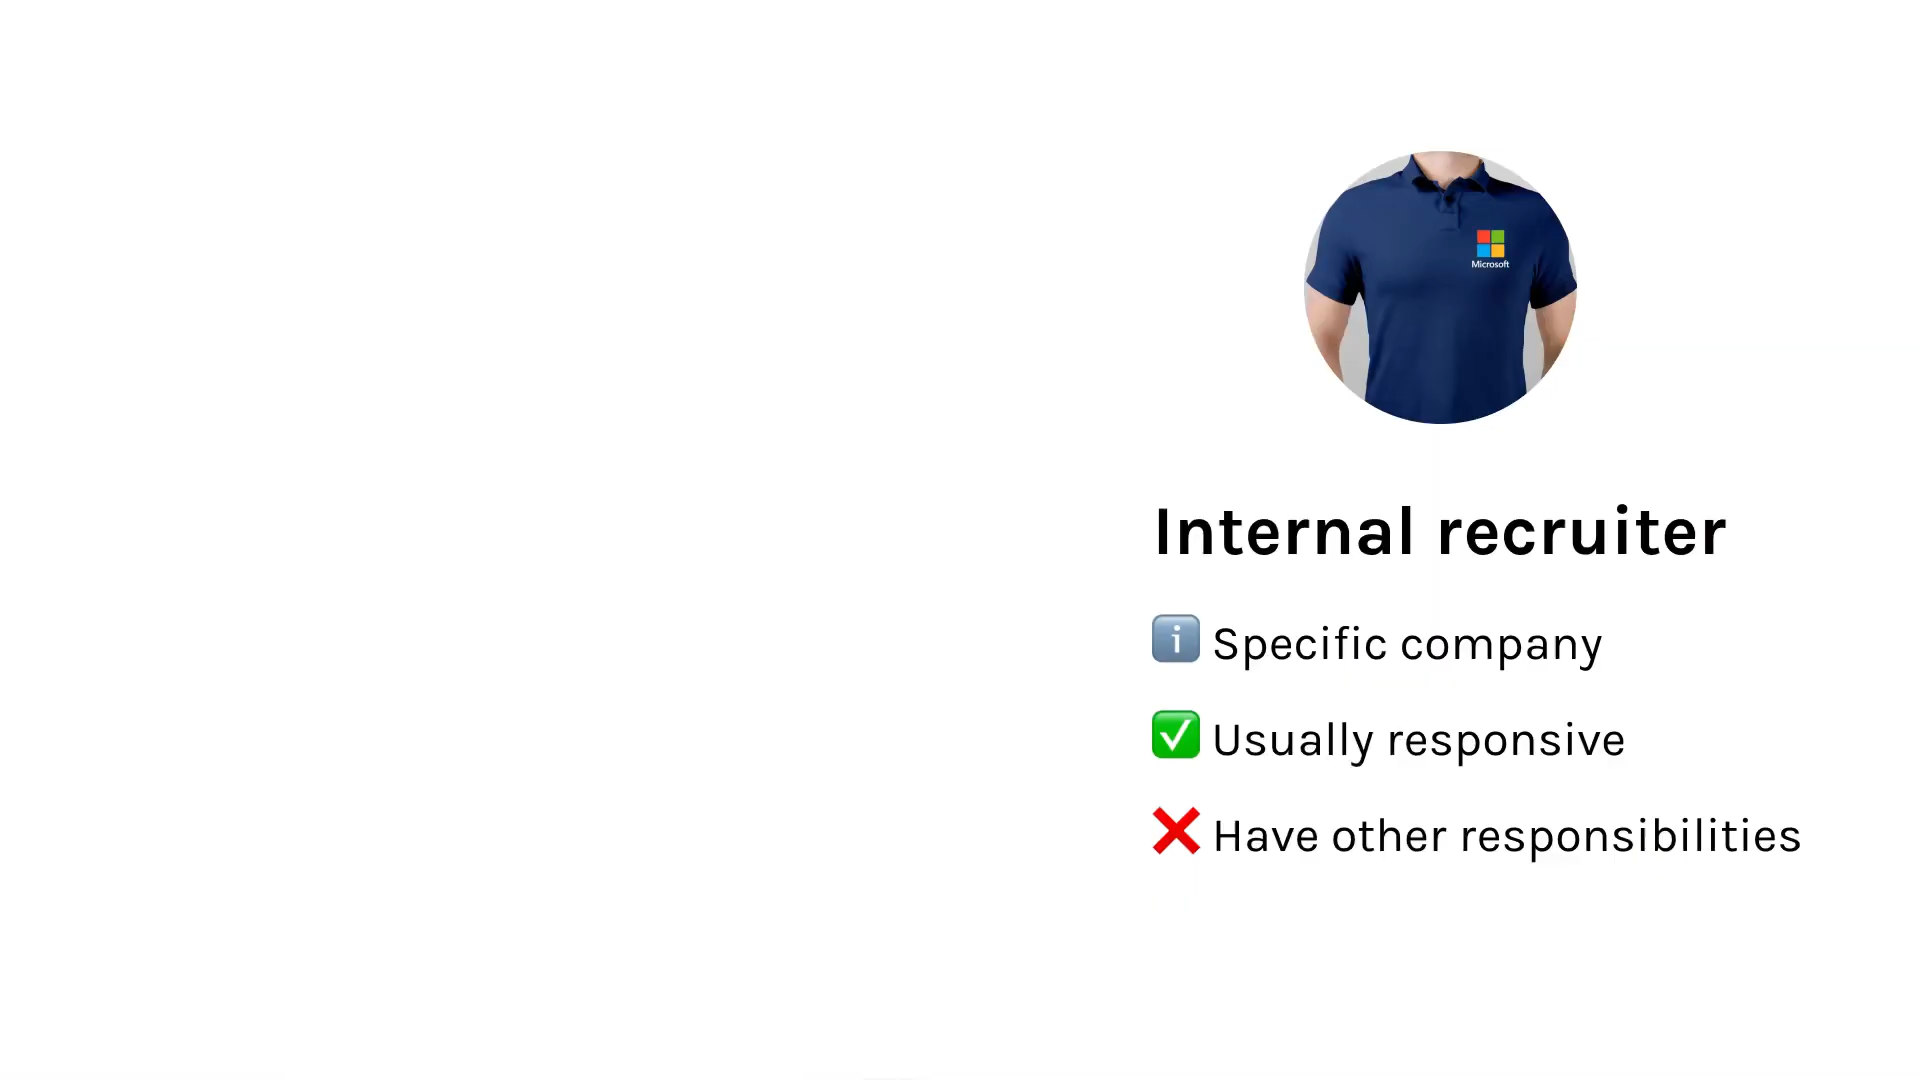 Microsoft
Internal recruiter
Specific company
Usually responsive
Have other responsibilities